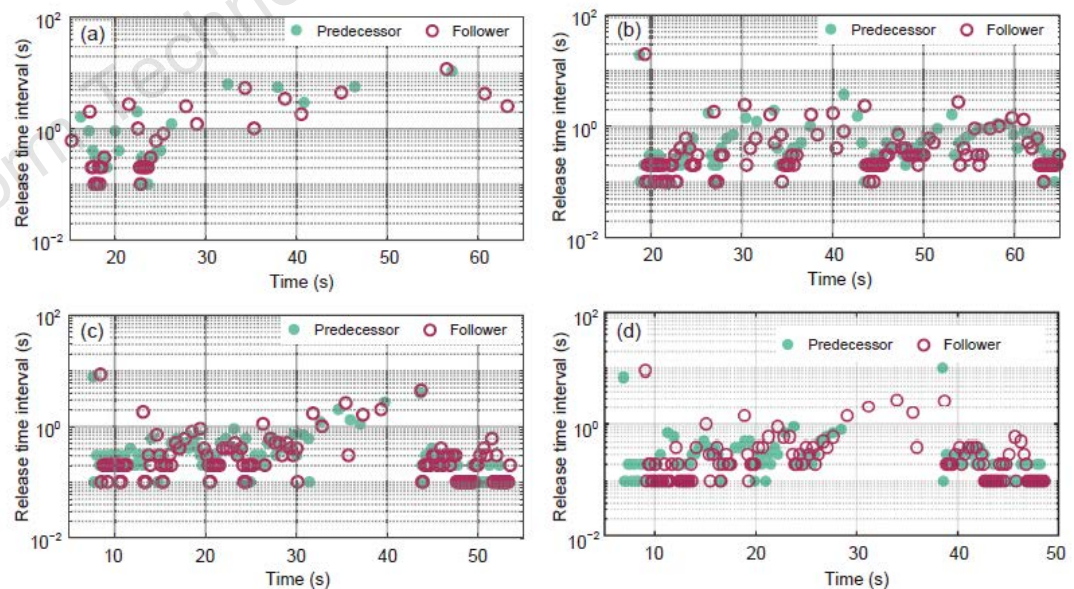 om Techno
(a) Predecessor Follower
Release time interval (s)
10² 10⁰ 10⁻²
20 30 40 50 60
Time (s)
(b) Predecessor Follower
Release time interval (s)
10² 10⁰ 10⁻²
20 30 40 50 60
Time (s)
(c) Predecessor Follower
Release time interval (s)
10² 10⁰ 10⁻²
10 20 30 40 50
Time (s)
(d) Predecessor Follower
Release time interval (s)
10² 10⁰ 10⁻²
10 20 30 40 50
Time (s)